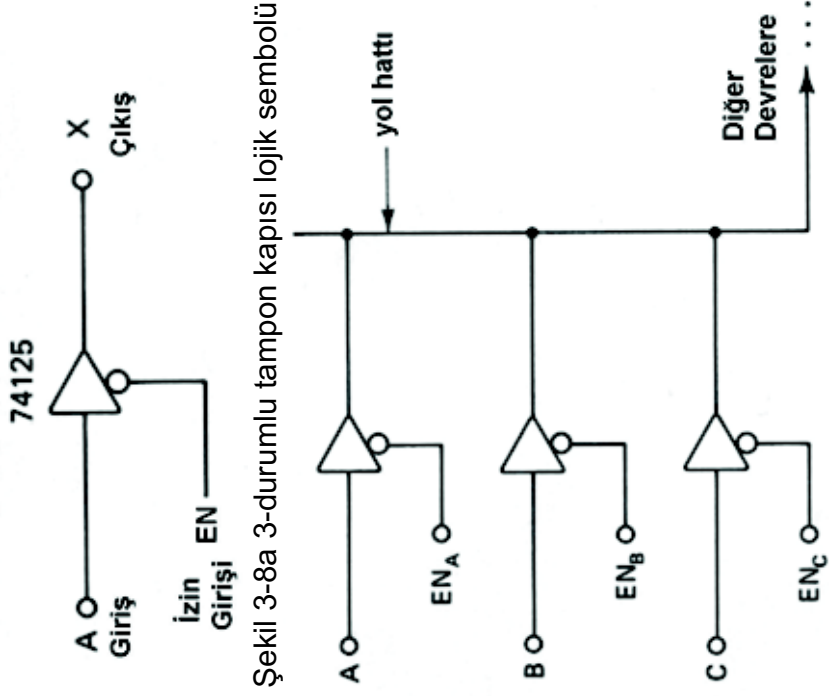 74125
A
Giriş
X
Çıkış
EN
İzin
Girişi
Şekil 3-8a 3-durumlu tampon kapısı lojik sembolü
yol hattı
A
EN_A
B
EN_B
C
EN_C
Diğer
Devrelere ...